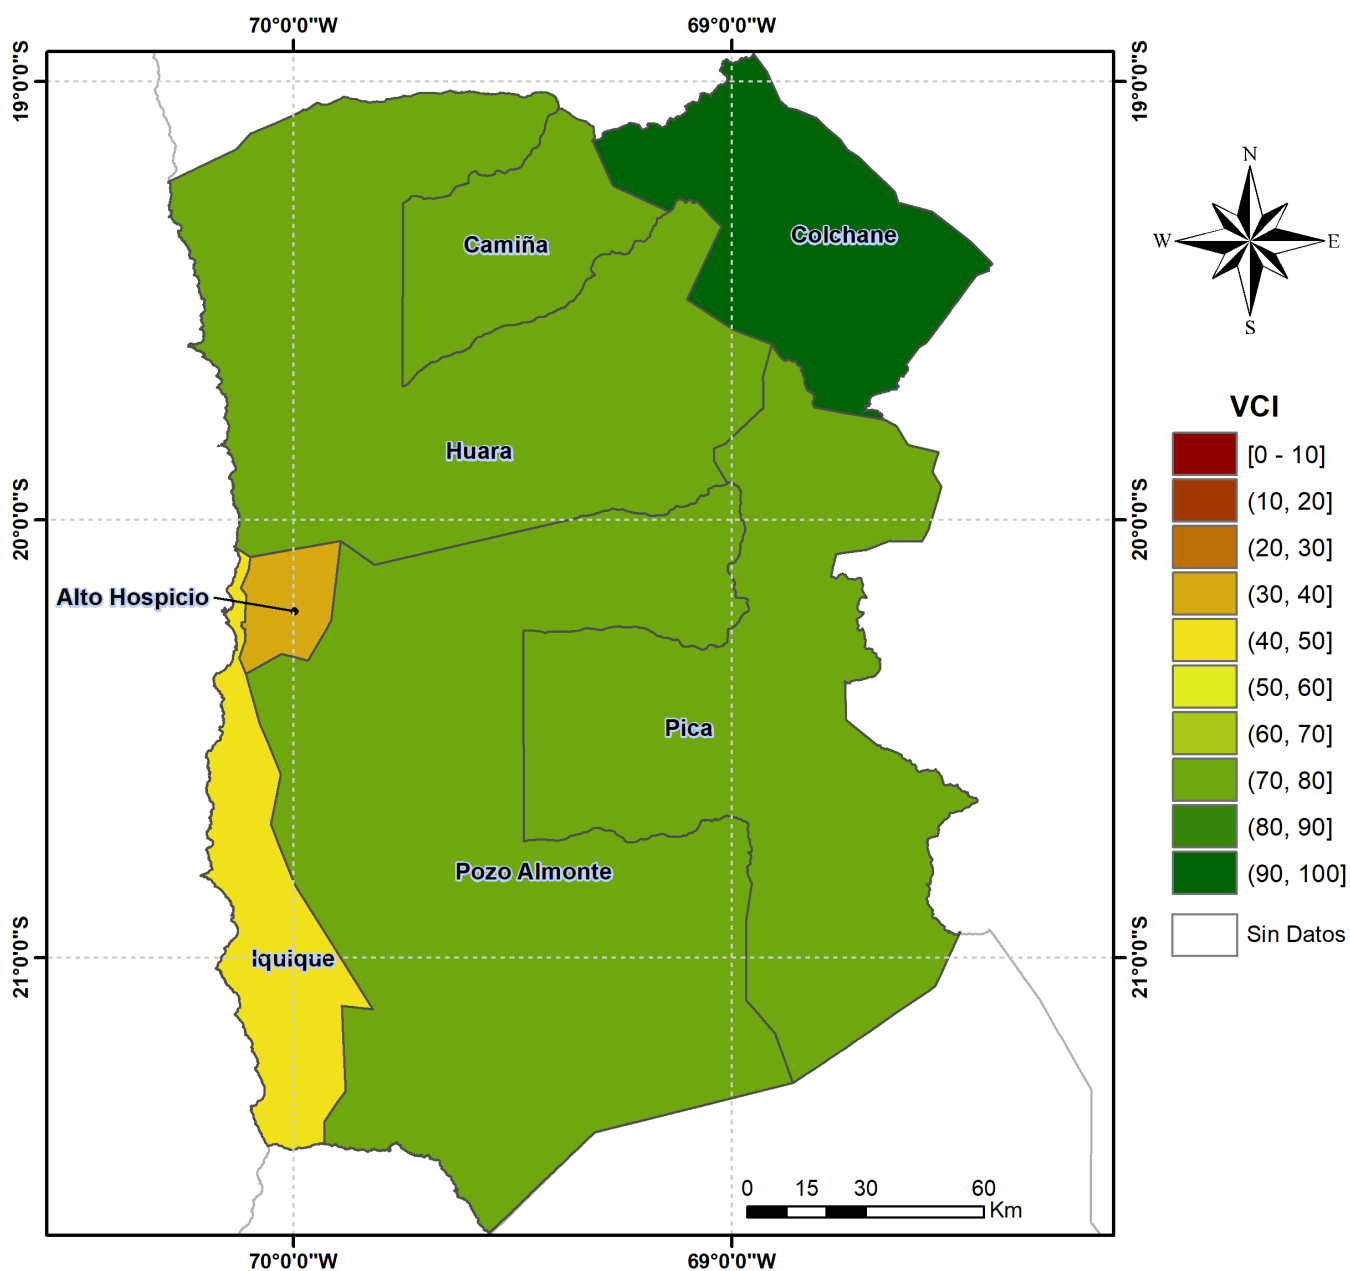 70°0'0"W
69°0'0"W
19°0'0"S
19°0'0"S
N
W
E
S
Camiña
Colchane
Huara
20°0'0"S
20°0'0"S
Alto Hospicio
Pica
Pozo Almonte
Iquique
21°0'0"S
21°0'0"S
VCI
[0 - 10]
(10, 20]
(20, 30]
(30, 40]
(40, 50]
(50, 60]
(60, 70]
(70, 80]
(80, 90]
(90, 100]
Sin Datos
0 15 30 60
Km
70°0'0"W
69°0'0"W